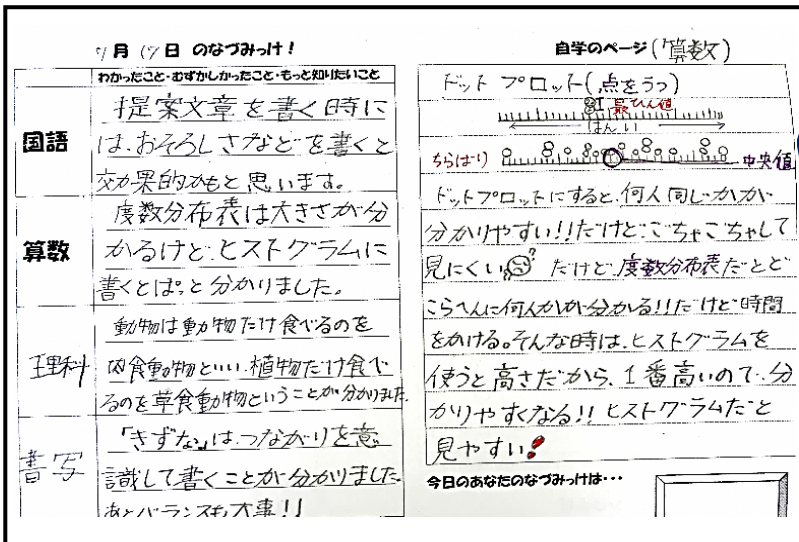 9月19日 のなづみっけ！
わかったこと・むずかしかったこと・もっと知りたいこと
国語
提案文章を書く時に
は、おそろしさなどを書くと
効果的かもと思います。
算数
度数分布表は大きさが分
かるけど、ヒストグラムに
書くとぱっと分かりました。
理科
動物は動物だけ食べるのを
肉食動物といい、植物だけ食べ
るのを草食動物ということが分かりました
書写
「きずな」は、つながりを意
識して書くことが分かりました。
あとバランスも大事！！
自学のページ（算数）
ドットプロット（点をうつ）
最ひん値
はんい
ちらばり
中央値
ドットプロットにすると、何人同じかが
分かりやすい！！だけど、ごちゃごちゃして
見にくい だけど、度数分布表だとど
こらへんに何人かが分かる！！だけど時間
をかける。そんな時は、ヒストグラムを
使うと高さだから、1番高いので、分
かりやすくなる！！ヒストグラムだと
見やすい！
今日のあなたのなづみっけは…